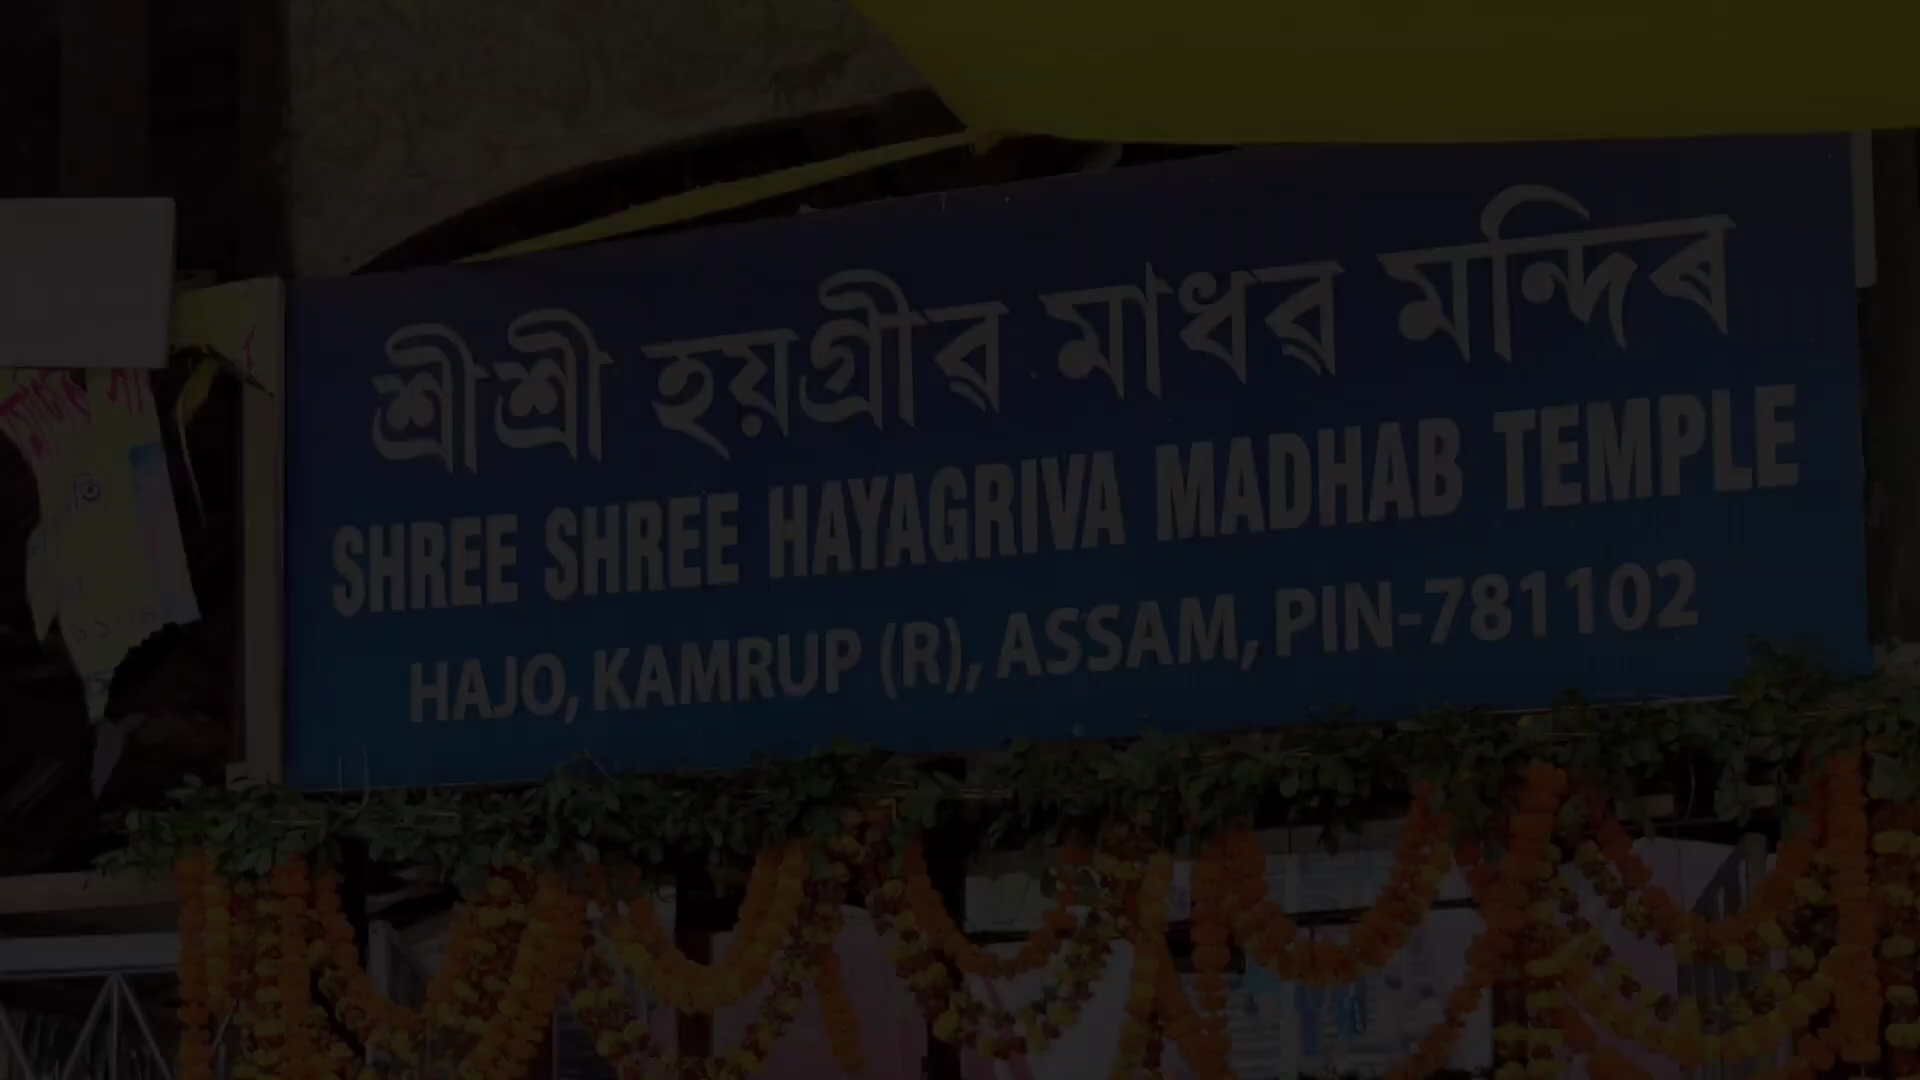 শ্ৰীশ্ৰী হয়গ্ৰীৱ মাধৱ মন্দিৰ
SHREE SHREE HAYAGRIVA MADHAB TEMPLE
HAJO, KAMRUP (R), ASSAM, PIN-781102